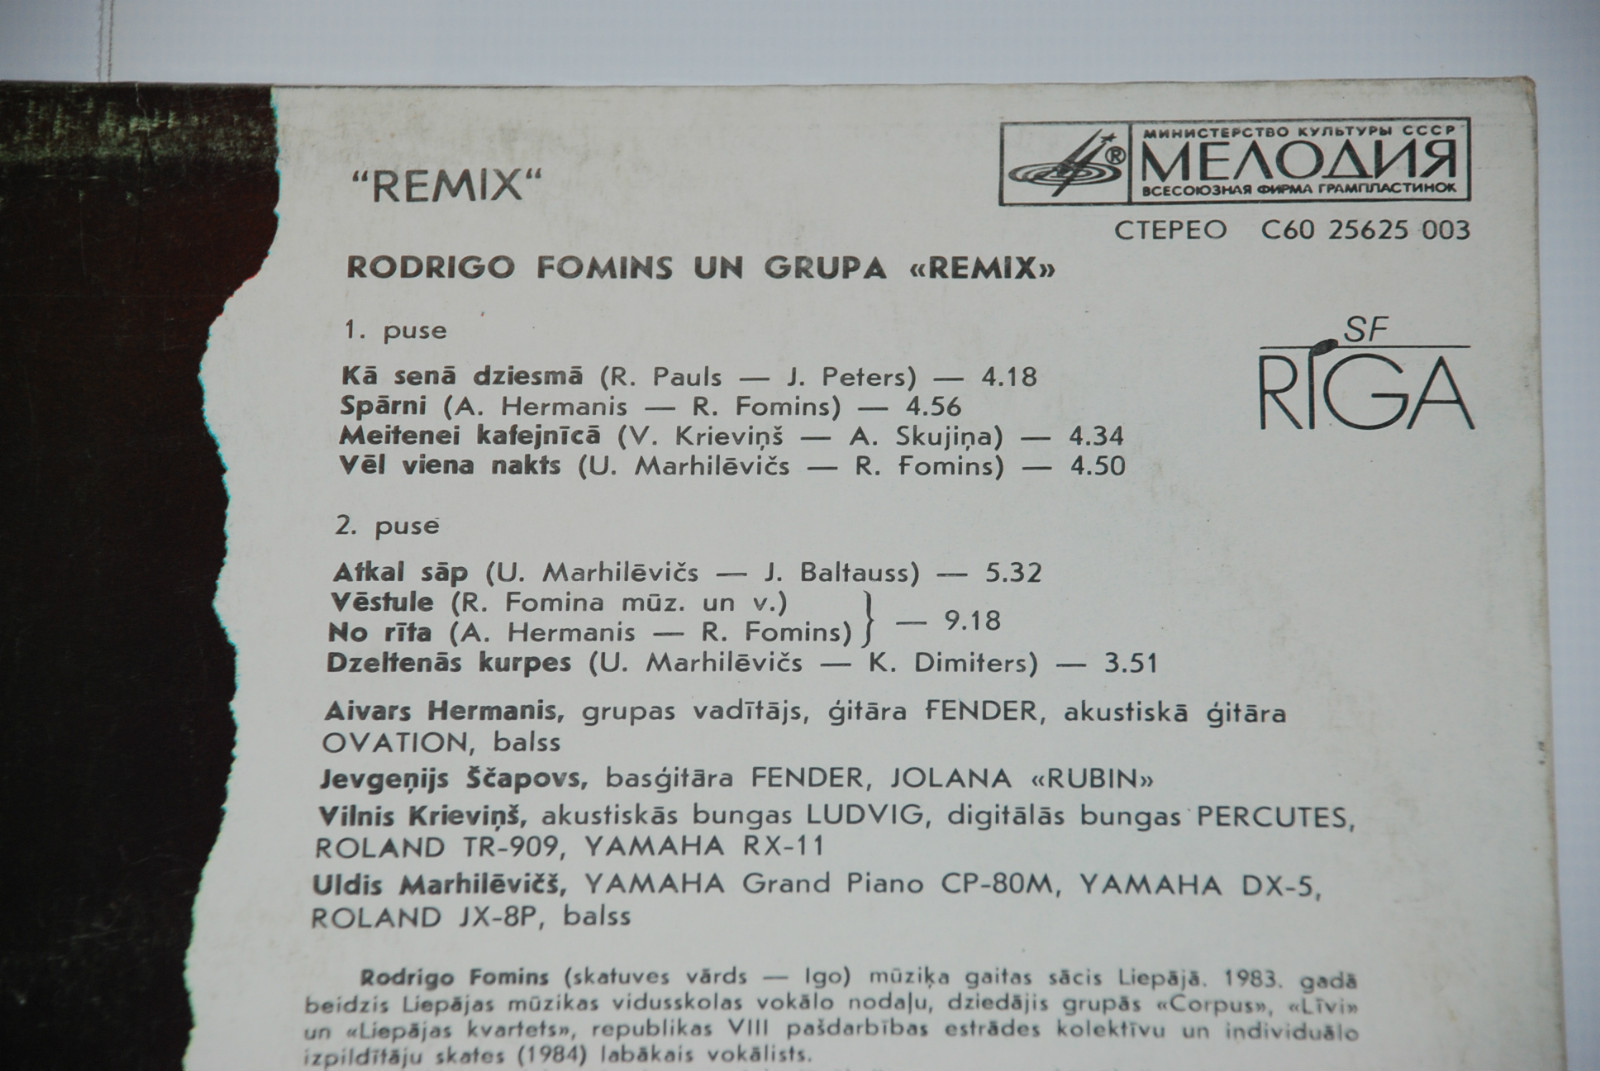 “REMIX“
МИНИСТЕРСТВО КУЛЬТУРЫ СССР
®
МЕЛОДИЯ
ВСЕСОЮЗНАЯ ФИРМА ГРАМПЛАСТИНОК
СТЕРЕО С60 25625 003
RODRIGO FOMINS UN GRUPA «REMIX»
SF
RĪGA
1. puse
Kā senā dziesmā (R. Pauls — J. Peters) — 4.18
Spārni (A. Hermanis — R. Fomins) — 4.56
Meitenei kafejnīcā (V. Krieviņš — A. Skujiņa) — 4.34
Vēl viena nakts (U. Marhilēvičs — R. Fomins) — 4.50
2. puse
Atkal sāp (U. Marhilēvičs — J. Baltauss) — 5.32
Vēstule (R. Fomina mūz. un v.)
No rīta (A. Hermanis — R. Fomins) } — 9.18
Dzeltenās kurpes (U. Marhilēvičs — K. Dimiters) — 3.51
Aivars Hermanis, grupas vadītājs, ģitāra FENDER, akustiskā ģitāra
OVATION, balss
Jevgeņijs Ščapovs, basģitāra FENDER, JOLANA «RUBIN»
Vilnis Krieviņš, akustiskās bungas LUDVIG, digitālās bungas PERCUTES,
ROLAND TR-909, YAMAHA RX-11
Uldis Marhilēvičš, YAMAHA Grand Piano CP-80M, YAMAHA DX-5,
ROLAND JX-8P, balss
Rodrigo Fomins (skatuves vārds — Igo) mūziķa gaitas sācis Liepājā. 1983. gadā
beidzis Liepājas mūzikas vidusskolas vokālo nodaļu, dziedājis grupās «Corpus», «Līvi»
un «Liepājas kvartets», republikas VIII pašdarbības estrādes kolektīvu un individuālo
izpildītāju skates (1984) labākais vokālists.